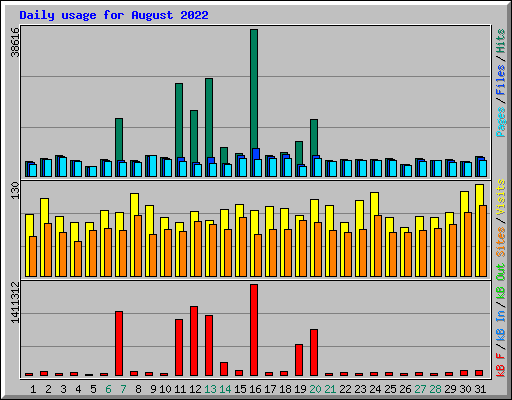 Daily usage for August 2022
38616
Pages / Files / Hits
130
Sites / Visits
1411312
kB F / kB In / kB Out
1 2 3 4 5 6 7 8 9 10 11 12 13 14 15 16 17 18 19 20 21 22 23 24 25 26 27 28 29 30 31